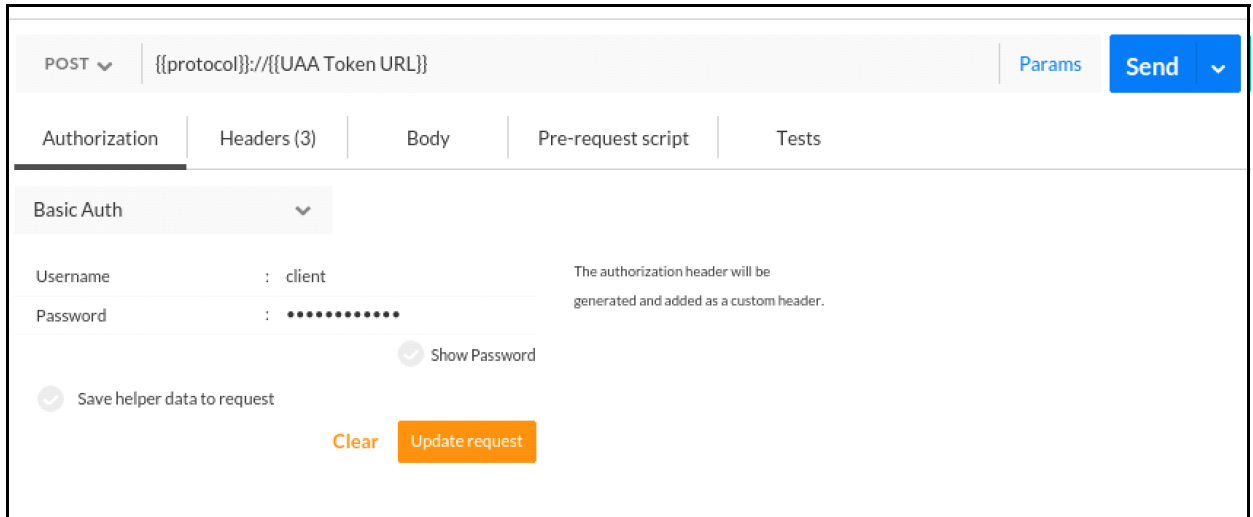 POST {{protocol}}://{{UAA Token URL}} Params Send
Authorization Headers (3) Body Pre-request script Tests
Basic Auth
Username : client
The authorization header will be
generated and added as a custom header.
Password : ••••••••••••
Show Password
Save helper data to request
Clear Update request